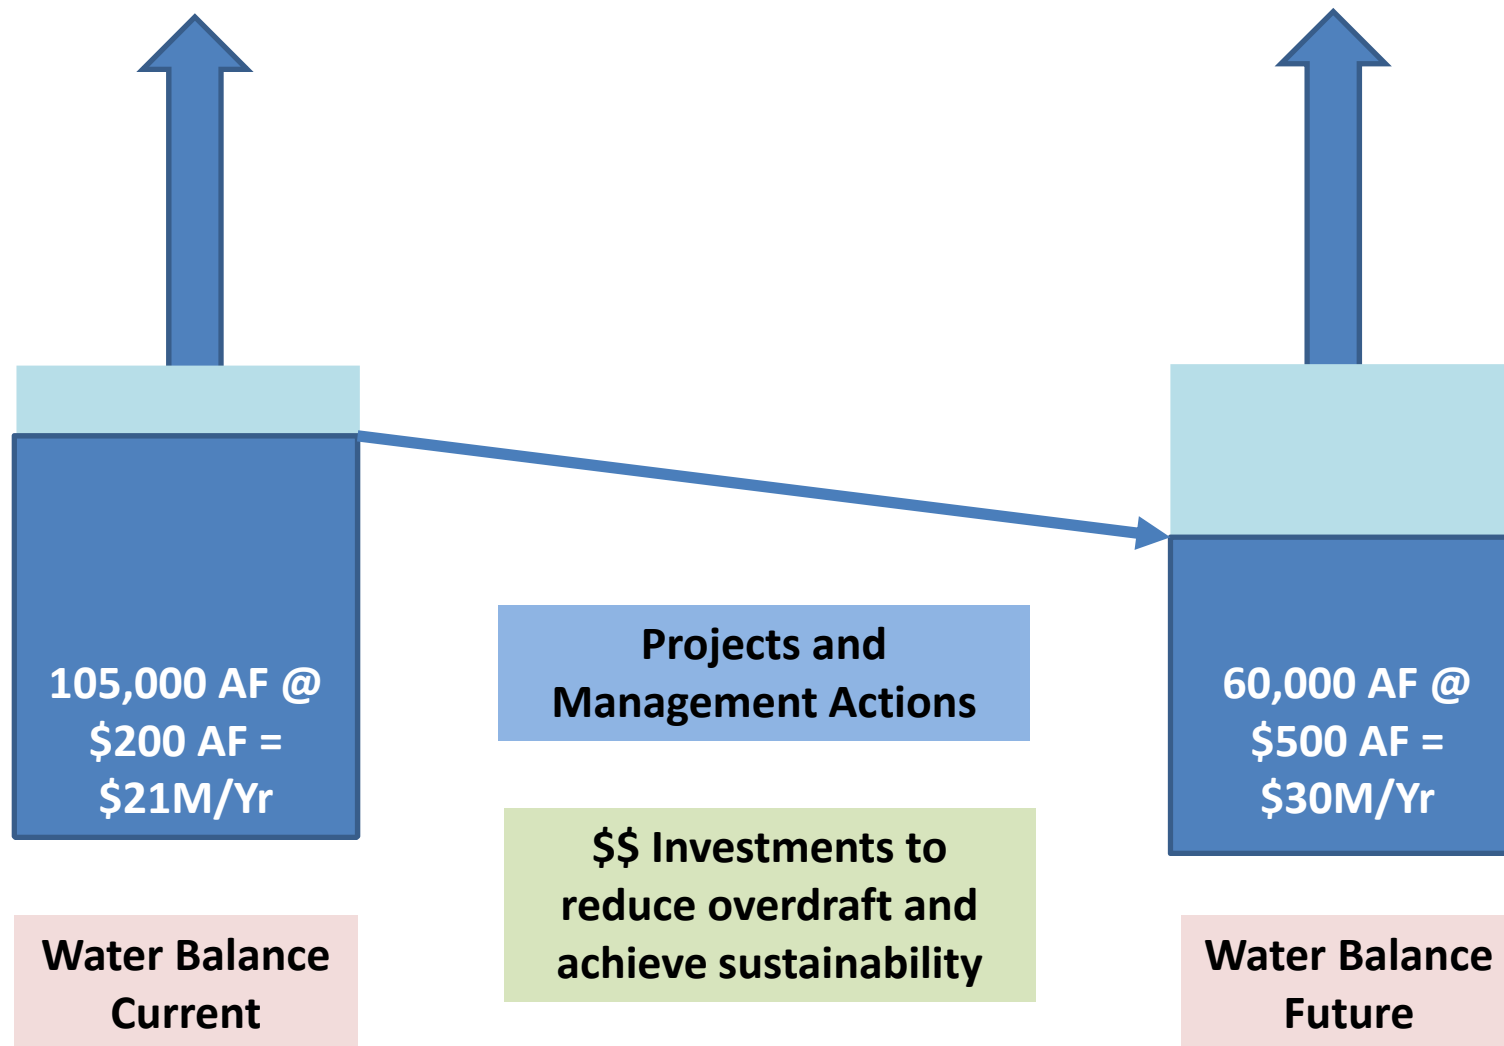 105,000 AF @
$200 AF =
$21M/Yr
Projects and
Management Actions
60,000 AF @
$500 AF =
$30M/Yr
$$ Investments to
reduce overdraft and
achieve sustainability
Water Balance
Current
Water Balance
Future